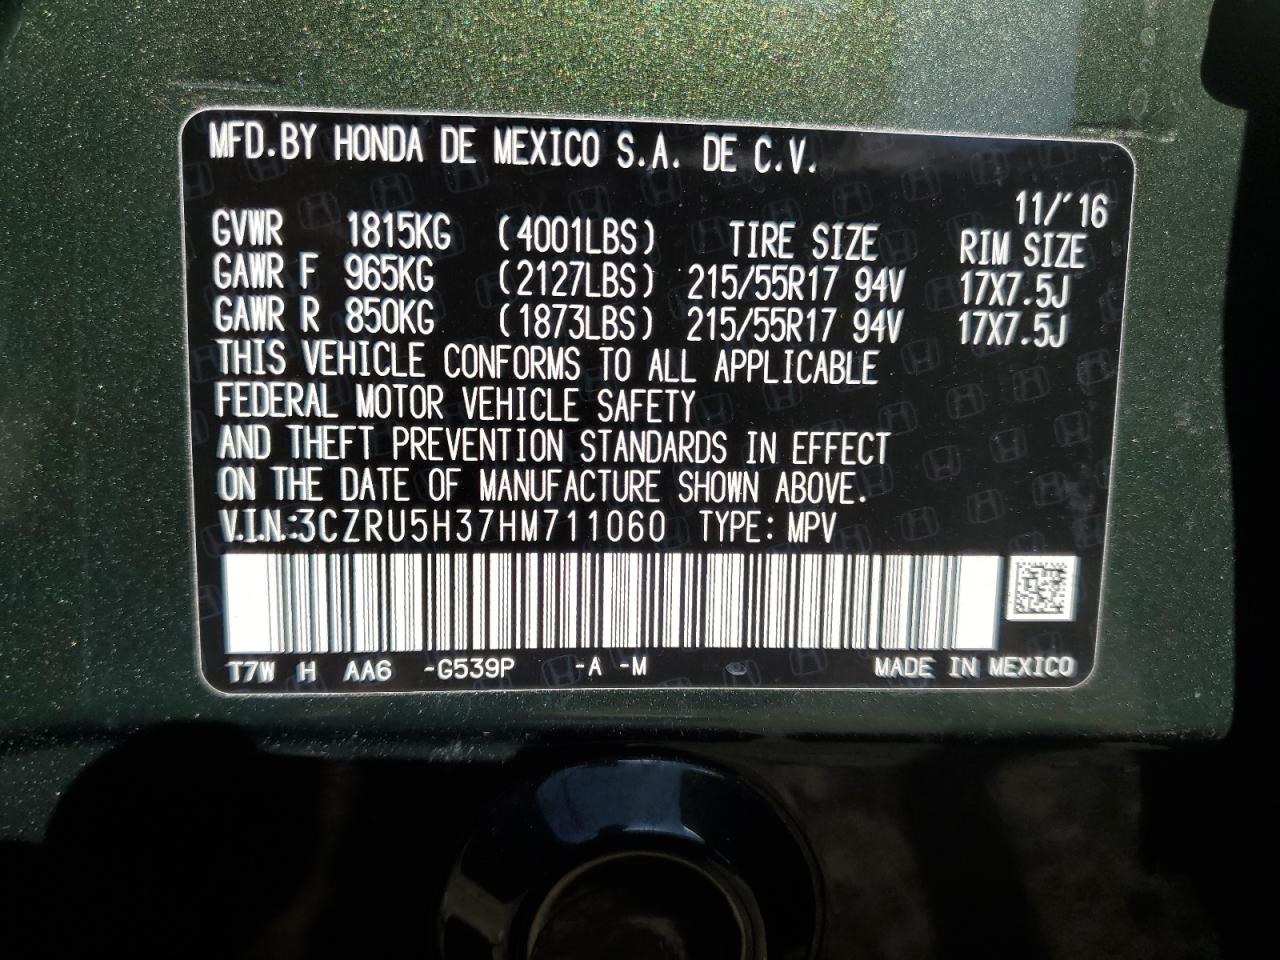 MFD.BY HONDA DE MEXICO S.A. DE C.V.
11/'16
GVWR 1815KG (4001LBS) TIRE SIZE RIM SIZE
GAWR F 965KG (2127LBS) 215/55R17 94V 17X7.5J
GAWR R 850KG (1873LBS) 215/55R17 94V 17X7.5J
THIS VEHICLE CONFORMS TO ALL APPLICABLE
FEDERAL MOTOR VEHICLE SAFETY
AND THEFT PREVENTION STANDARDS IN EFFECT
ON THE DATE OF MANUFACTURE SHOWN ABOVE.
V.I.N.:3CZRU5H37HM711060 TYPE: MPV
T7W H AA6 -G539P -A -M MADE IN MEXICO